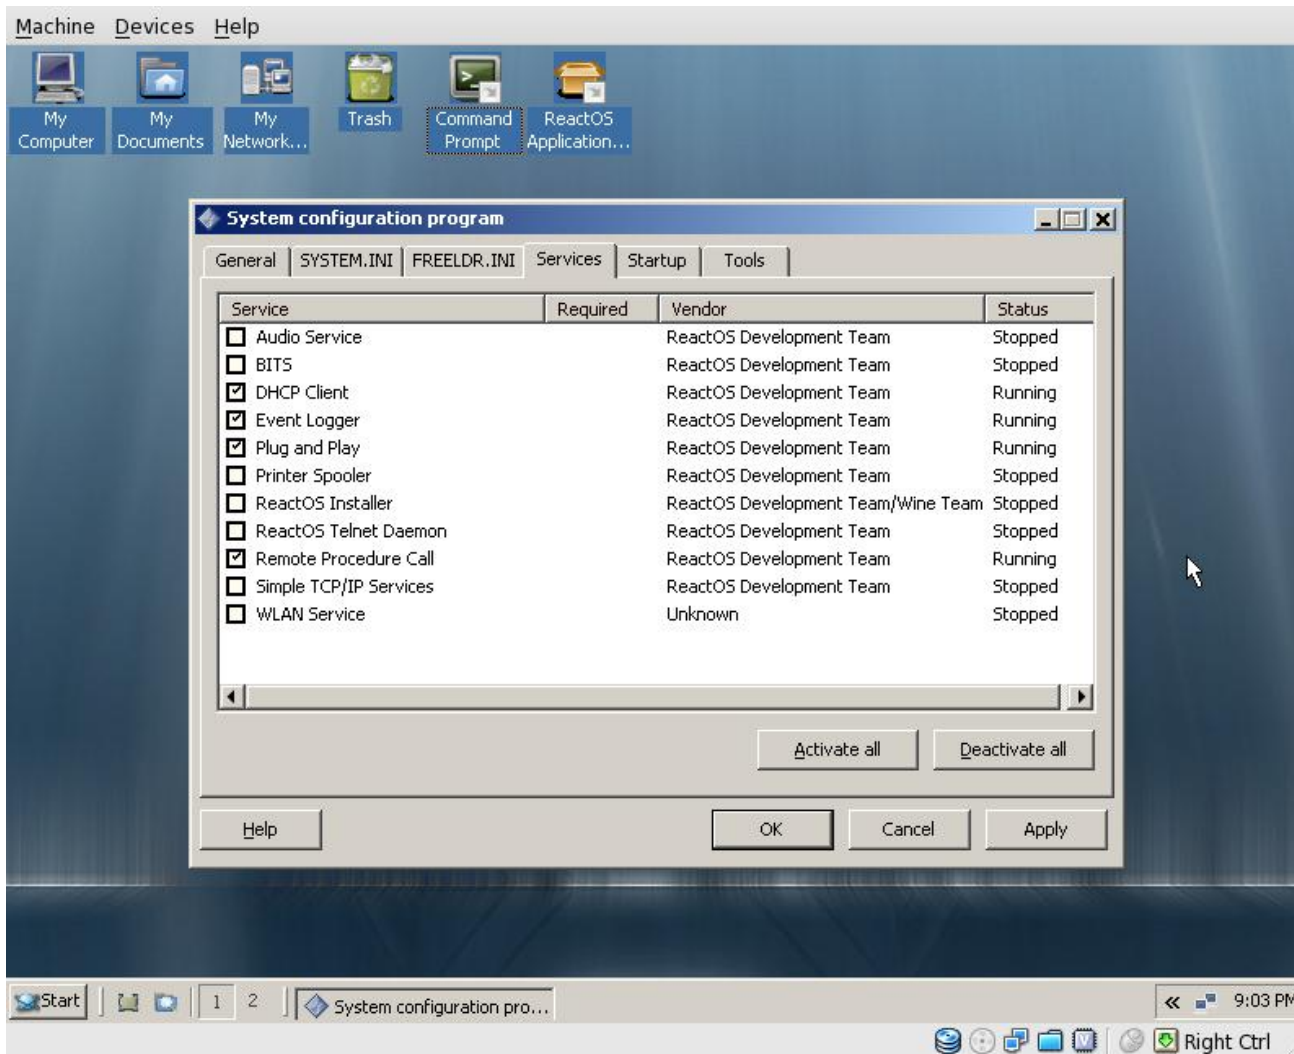 Machine Devices Help
My Computer
My Documents
My Network...
Trash
Command Prompt
ReactOS Application...
System configuration program
General SYSTEM.INI FREELDR.INI Services Startup Tools
Service Required Vendor Status
Audio Service ReactOS Development Team Stopped
BITS ReactOS Development Team Stopped
DHCP Client ReactOS Development Team Running
Event Logger ReactOS Development Team Running
Plug and Play ReactOS Development Team Running
Printer Spooler ReactOS Development Team Stopped
ReactOS Installer ReactOS Development Team/Wine Team Stopped
ReactOS Telnet Daemon ReactOS Development Team Stopped
Remote Procedure Call ReactOS Development Team Running
Simple TCP/IP Services ReactOS Development Team Stopped
WLAN Service Unknown Stopped
Activate all Deactivate all
Help OK Cancel Apply
Start 1 2 System configuration pro... « 9:03 PM
Right Ctrl